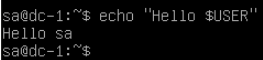 sa@dc-1:~$ echo "Hello $USER"
Hello sa
sa@dc-1:~$